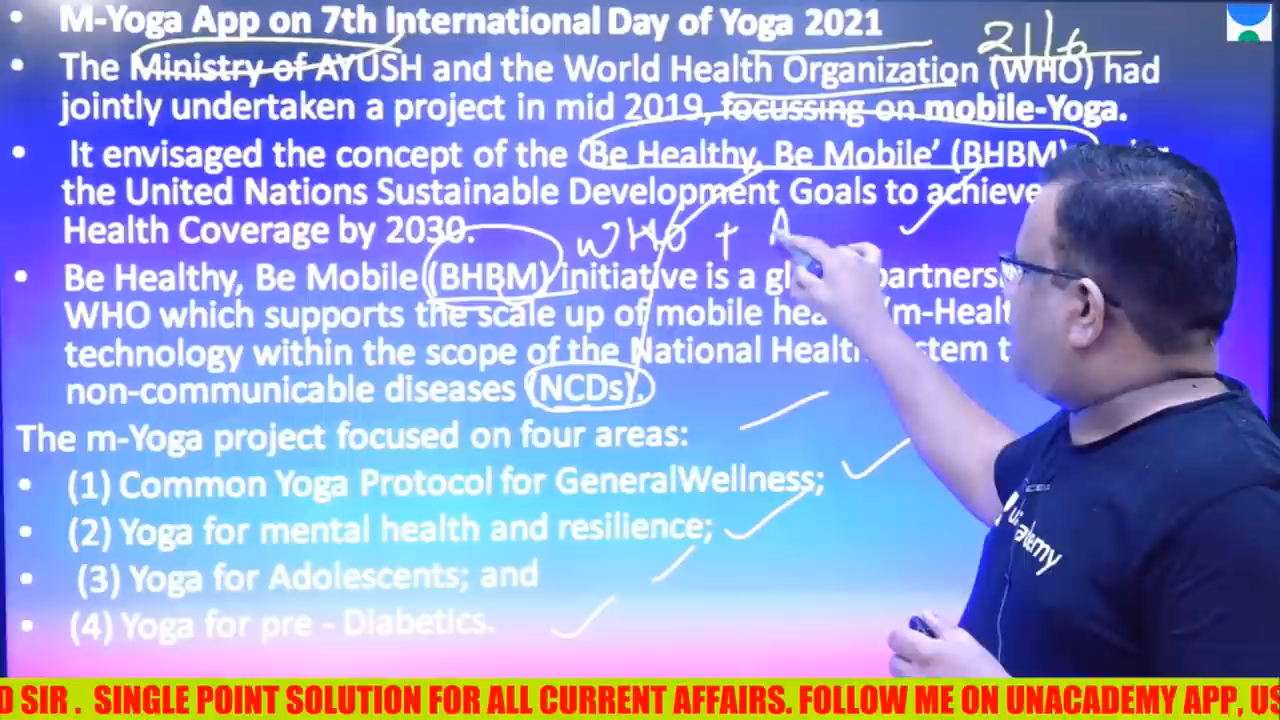 M-Yoga App on 7th International Day of Yoga 2021
21/6
The Ministry of AYUSH and the World Health Organization (WHO) had
jointly undertaken a project in mid 2019, focussing on mobile-Yoga.
It envisaged the concept of the 'Be Healthy, Be Mobile' (BHBM)
the United Nations Sustainable Development Goals to achieve
Health Coverage by 2030.
WHO + A
Be Healthy, Be Mobile (BHBM) initiative is a
WHO which supports the scale up of mobile
technology within the scope of the National
non-communicable diseases (NCDs).
The m-Yoga project focused on four areas:
(1) Common Yoga Protocol for GeneralWellness;
(2) Yoga for mental health and resilience;
(3) Yoga for Adolescents; and
(4) Yoga for pre - Diabetics.
unacademy
D SIR . SINGLE POINT SOLUTION FOR ALL CURRENT AFFAIRS. FOLLOW ME ON UNACADEMY APP, US